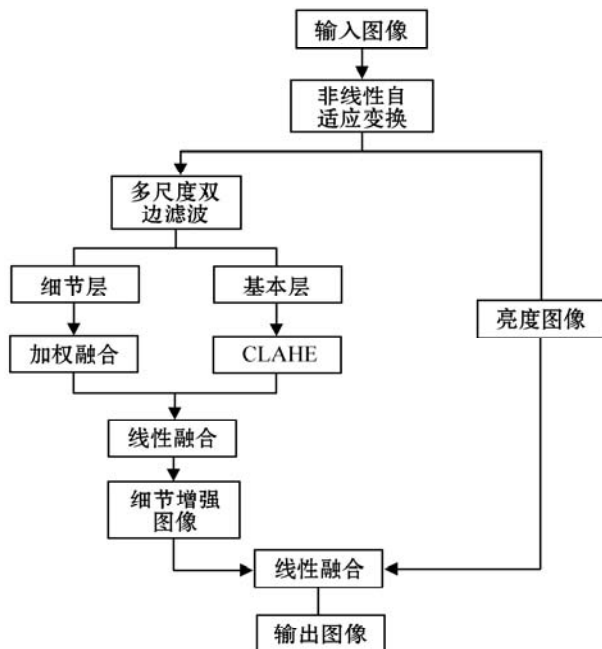 输入图像
非线性自
适应变换
多尺度双
边滤波
细节层
基本层
亮度图像
加权融合
CLAHE
线性融合
细节增强
图像
线性融合
输出图像